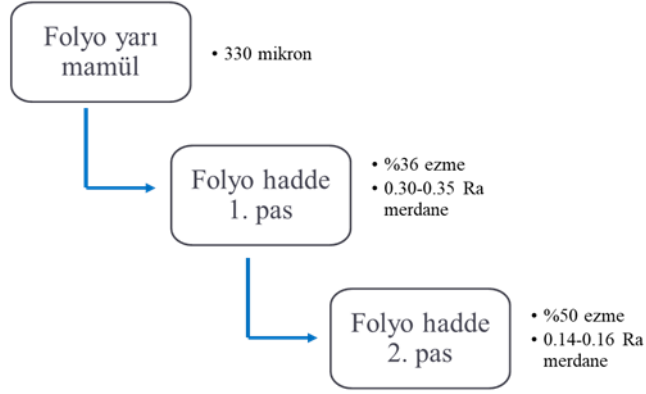 Folyo yarı
mamül
• 330 mikron
Folyo hadde
1. pas
• %36 ezme
• 0.30-0.35 Ra
merdane
Folyo hadde
2. pas
• %50 ezme
• 0.14-0.16 Ra
merdane